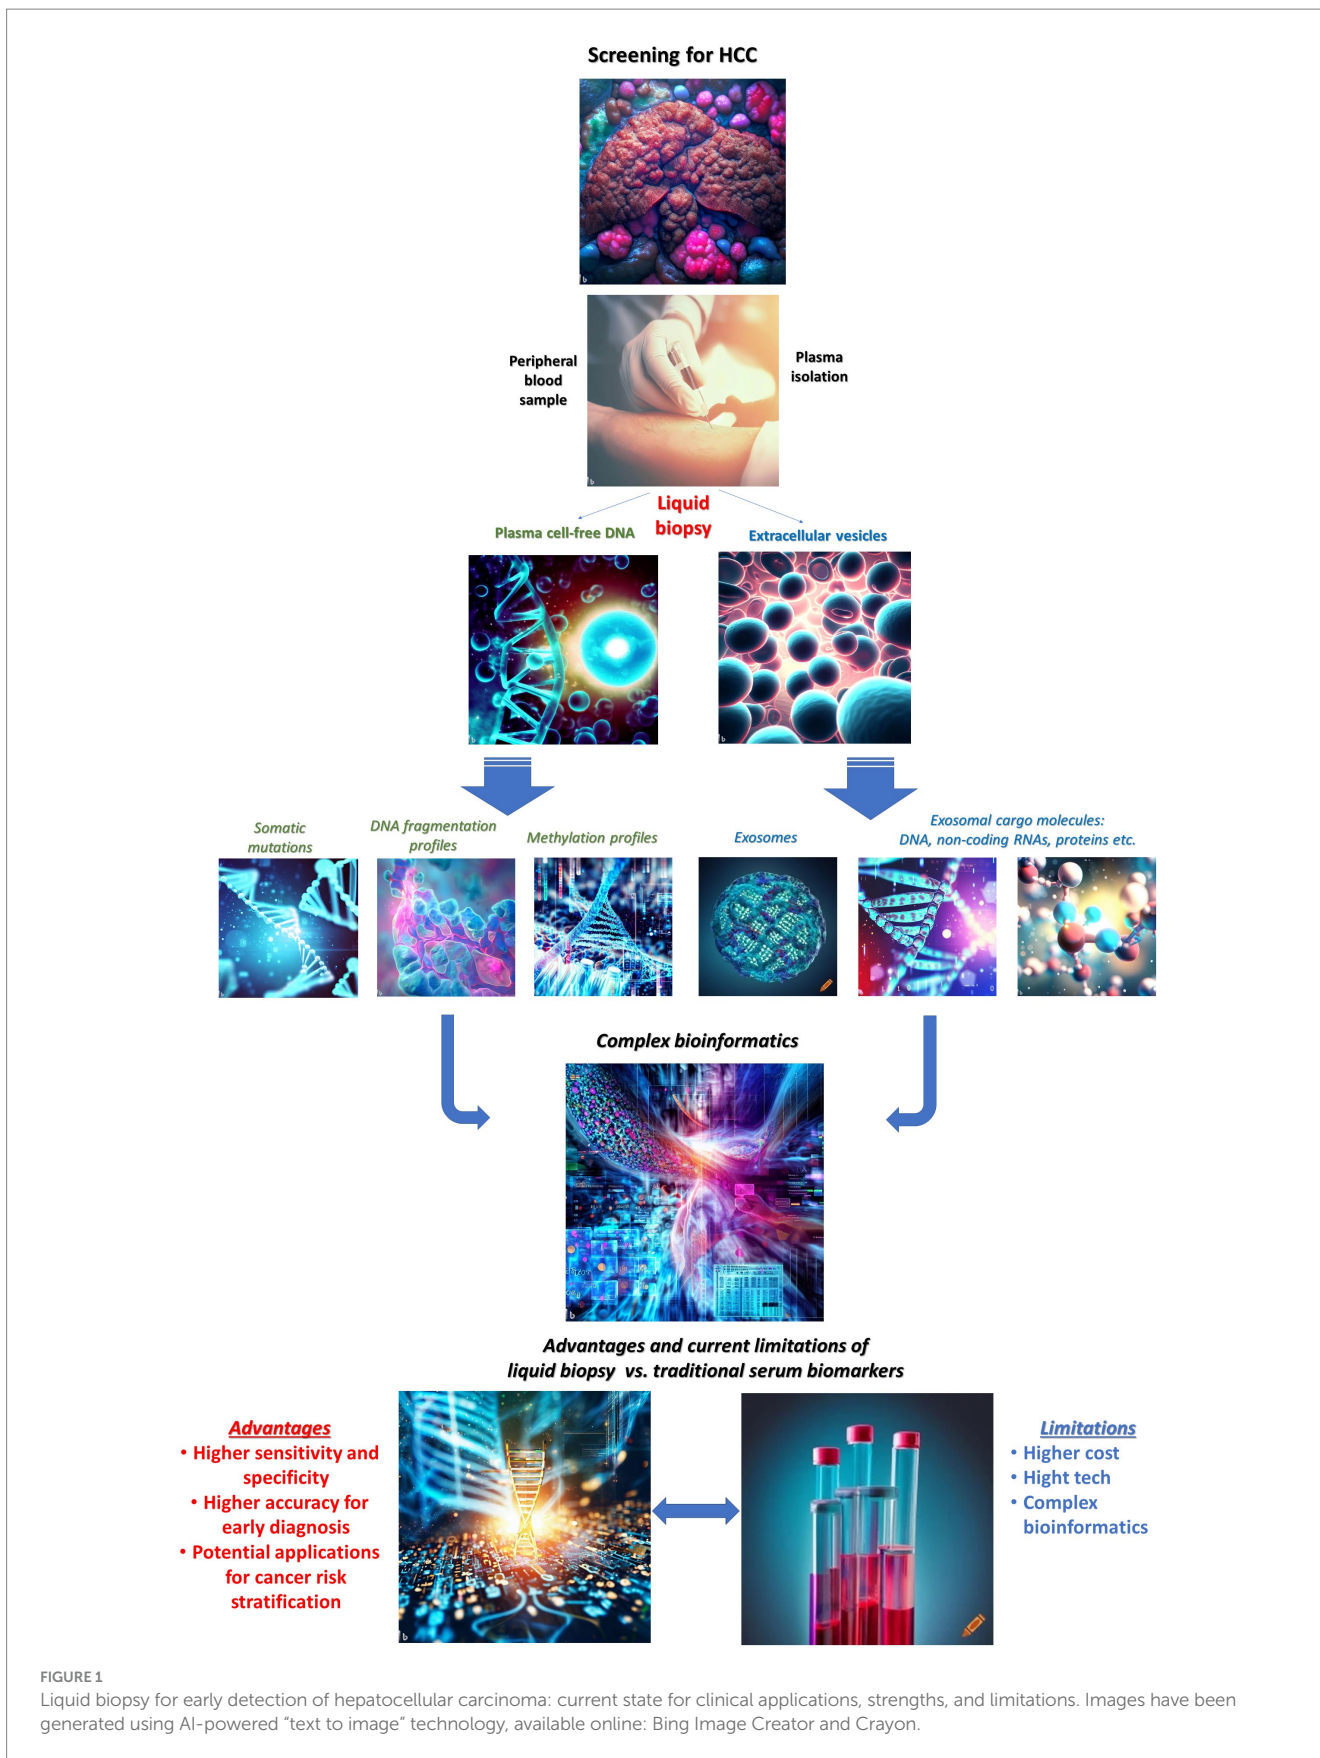 Screening for HCC
Peripheral
blood
sample
Plasma
isolation
Liquid
biopsy
Plasma cell-free DNA
Extracellular vesicles
Somatic
mutations
DNA fragmentation
profiles
Methylation profiles
Exosomes
Exosomal cargo molecules:
DNA, non-coding RNAs, proteins etc.
Complex bioinformatics
Advantages and current limitations of
liquid biopsy vs. traditional serum biomarkers
Advantages
• Higher sensitivity and
specificity
• Higher accuracy for
early diagnosis
• Potential applications
for cancer risk
stratification
Limitations
• Higher cost
• Hight tech
• Complex
bioinformatics
FIGURE 1
Liquid biopsy for early detection of hepatocellular carcinoma: current state for clinical applications, strengths, and limitations. Images have been
generated using AI-powered “text to image” technology, available online: Bing Image Creator and Crayon.